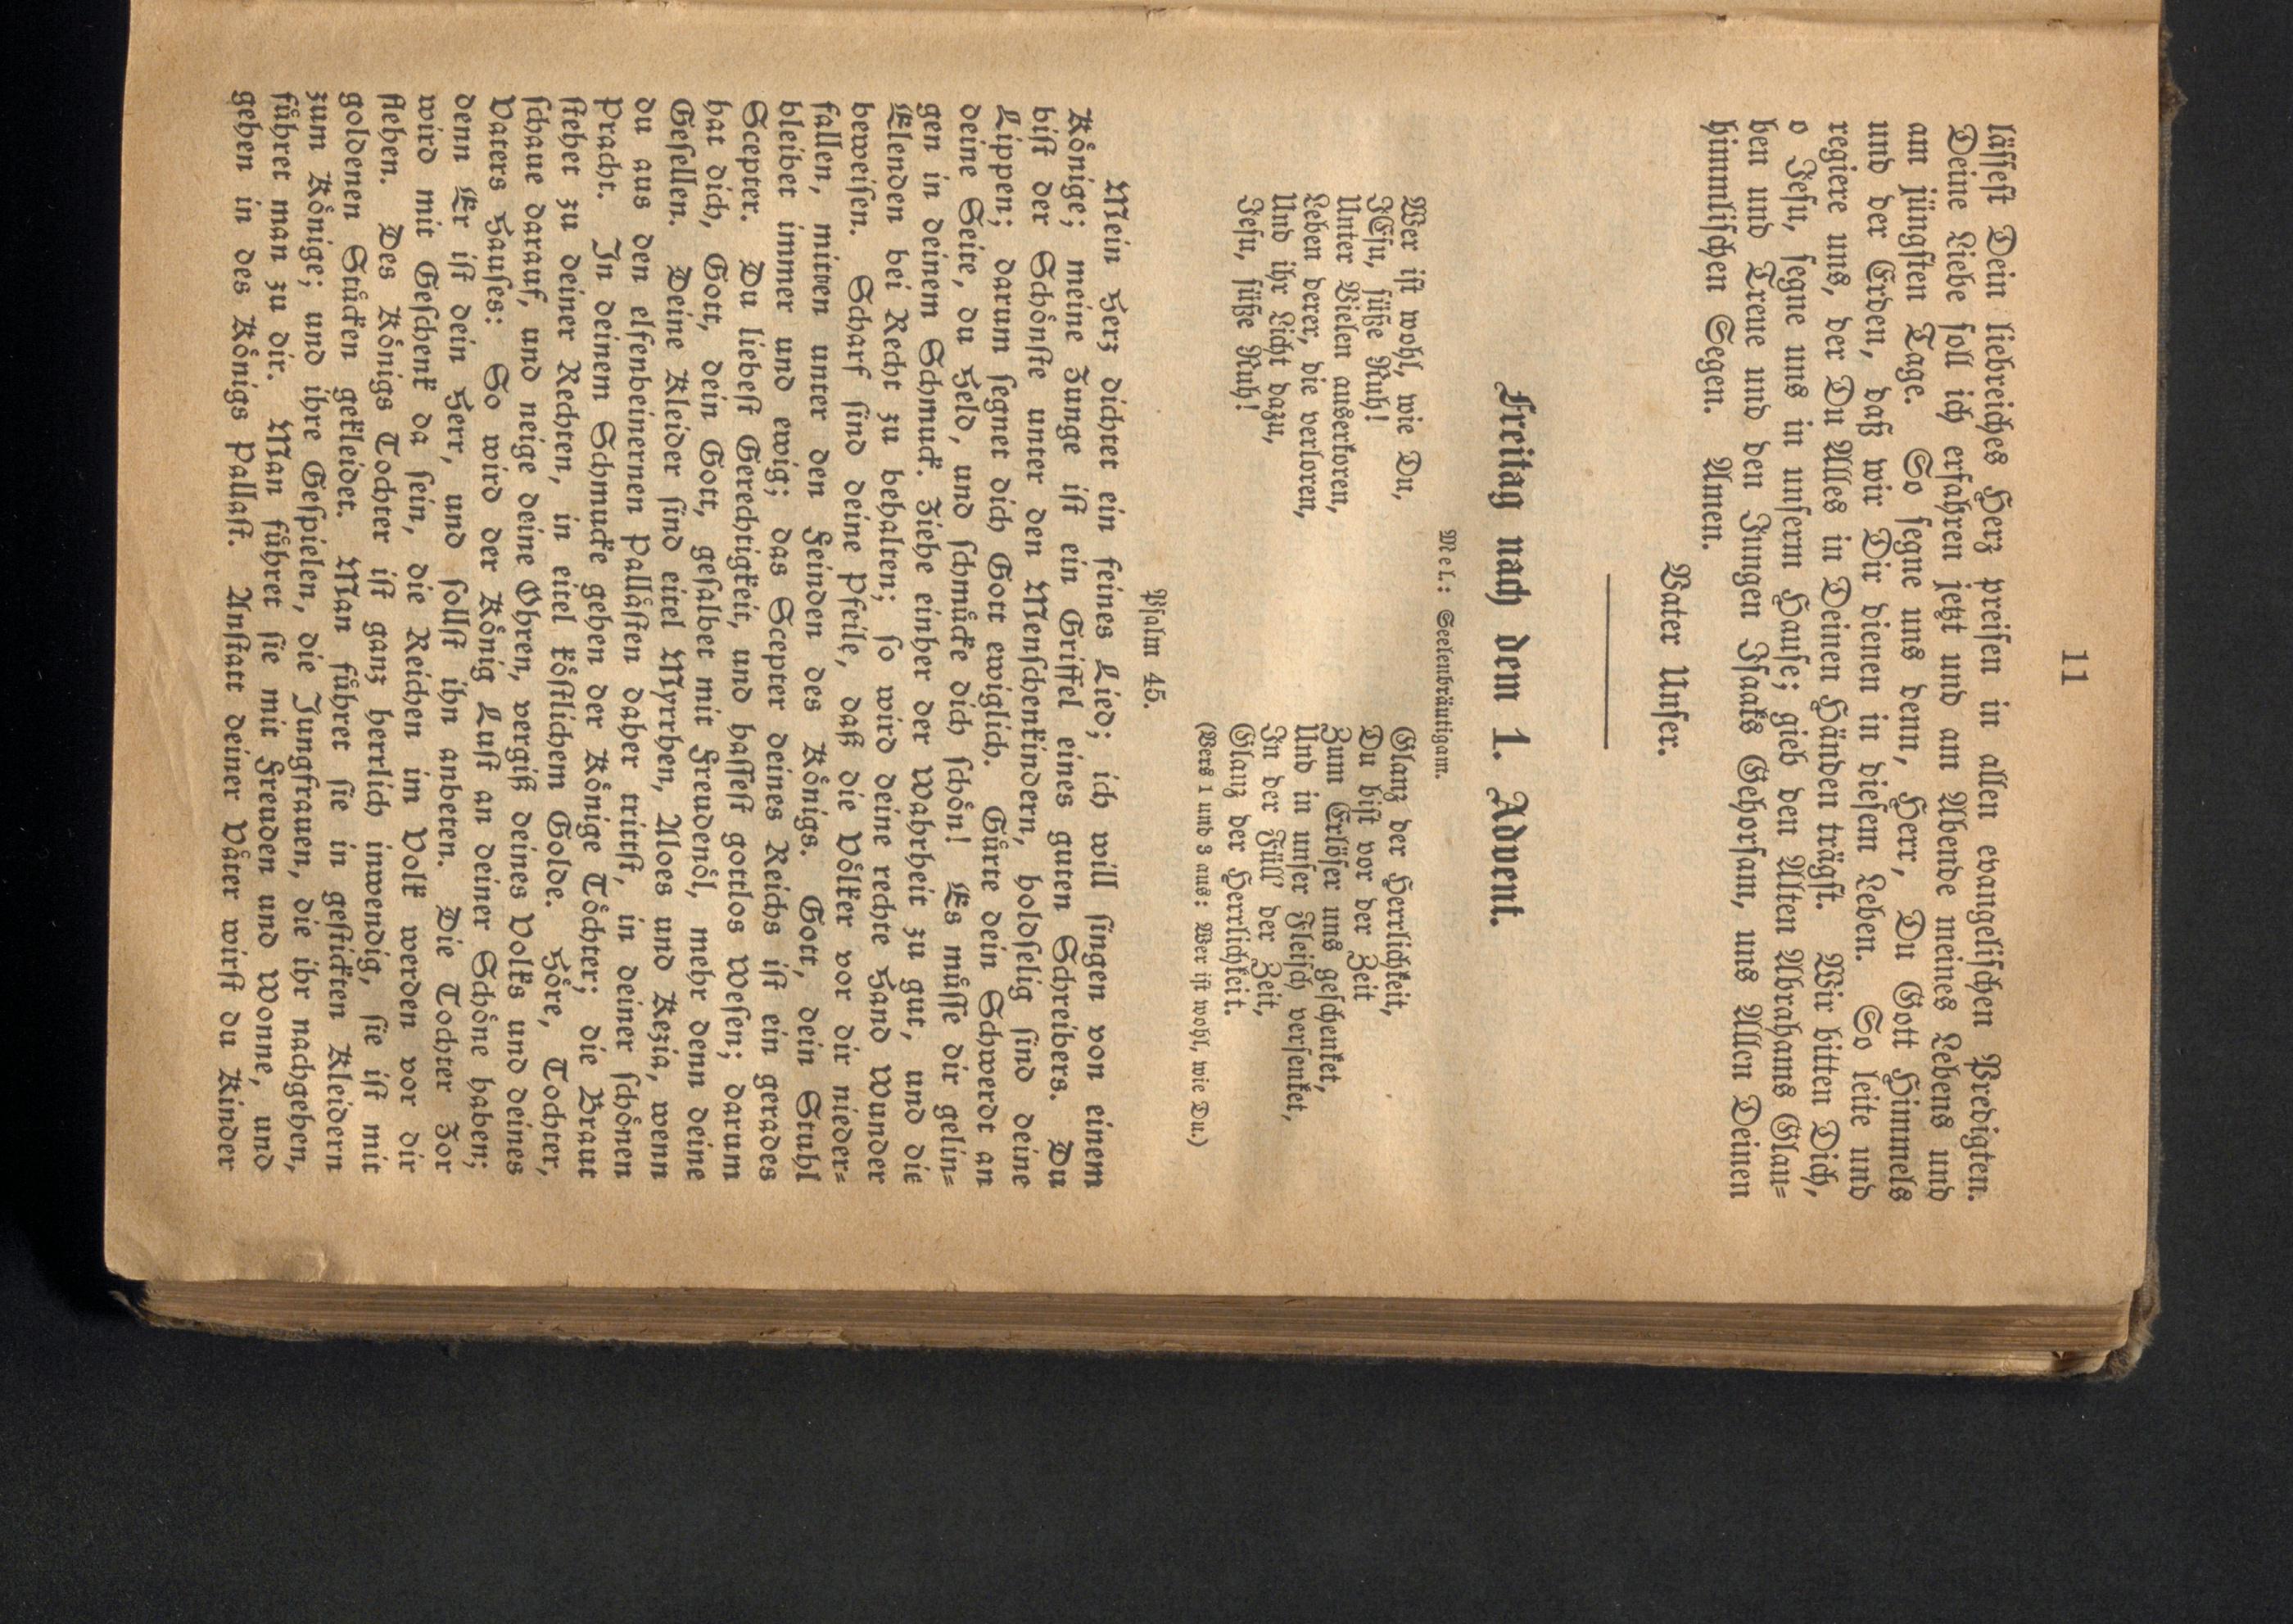 11
lässest Dein liebreiches Herz preisen in allen evangelischen Predigten.
Deine Liebe soll ich erfahren jetzt und am Abende meines Lebens und
am jüngsten Tage. So segne uns denn, Herr, Du Gott Himmels
und der Erden, daß wir Dir dienen in diesem Leben. So leite und
regiere uns, der Du Alles in Deinen Händen trägst. Wir bitten Dich,
o Jesu, segne uns in unserm Hause; gieb den Alten Abrahams Glau-
ben und Treue und den Jungen Isaaks Gehorsam, uns Allen Deinen
himmlischen Segen. Amen.
Vater Unser.
Freitag nach dem 1. Advent.
Mel.: Seelenbräutigam.
Wer ist wohl, wie Du,
JEsu, süße Ruh!
Unter Vielen auserkoren,
Leben derer, die verloren,
Und ihr Licht dazu,
Jesu, süße Ruh!
Glanz der Herrlichkeit,
Du bist vor der Zeit
Zum Erlöser uns geschenket,
Und in unser Fleisch versenket,
In der Füll' der Zeit,
Glanz der Herrlichkeit.
(Vers 1 und 3 aus: Wer ist wohl, wie Du.)
Psalm 45.
Mein Herz dichtet ein feines Lied; ich will singen von einem
Könige; meine Zunge ist ein Griffel eines guten Schreibers. Du
bist der Schönste unter den Menschenkindern, holdselig sind deine
Lippen; darum segnet dich Gott ewiglich. Gürte dein Schwerdt an
deine Seite, du Held, und schmücke dich schön! Es müsse dir gelin-
gen in deinem Schmuck. Ziehe einher der Wahrheit zu gut, und die
Elenden bei Recht zu behalten; so wird deine rechte Hand Wunder
beweisen. Scharf sind deine Pfeile, daß die Völker vor dir nieder-
fallen, mitten unter den Feinden des Königs. Gott, dein Stuhl
bleibet immer und ewig; das Scepter deines Reichs ist ein gerades
Scepter. Du liebest Gerechtigkeit, und hassest gottlos Wesen; darum
hat dich, Gott, dein Gott, gesalbet mit Freudenöl, mehr denn deine
Gesellen. Deine Kleider sind eitel Myrrhen, Aloes und Kezia, wenn
du aus den elfenbeinernen Pallästen daher trittst, in deiner schönen
Pracht. In deinem Schmucke gehen der Könige Töchter; die Braut
stehet zu deiner Rechten, in eitel köstlichem Golde. Höre, Tochter,
schaue darauf, und neige deine Ohren, vergiß deines Volks und deines
Vaters Hauses: So wird der König Lust an deiner Schöne haben;
denn Er ist dein Herr, und sollst ihn anbeten. Die Tochter Zor
wird mit Geschenk da sein, die Reichen im Volk werden vor dir
flehen. Des Königs Tochter ist ganz herrlich inwendig, sie ist mit
goldenen Stücken gekleidet. Man führet sie in gestickten Kleidern
zum Könige; und ihre Gespielen, die Jungfrauen, die ihr nachgehen,
führet man zu dir. Man führet sie mit Freuden und Wonne, und
gehen in des Königs Pallast. Anstatt deiner Väter wirst du Kinder